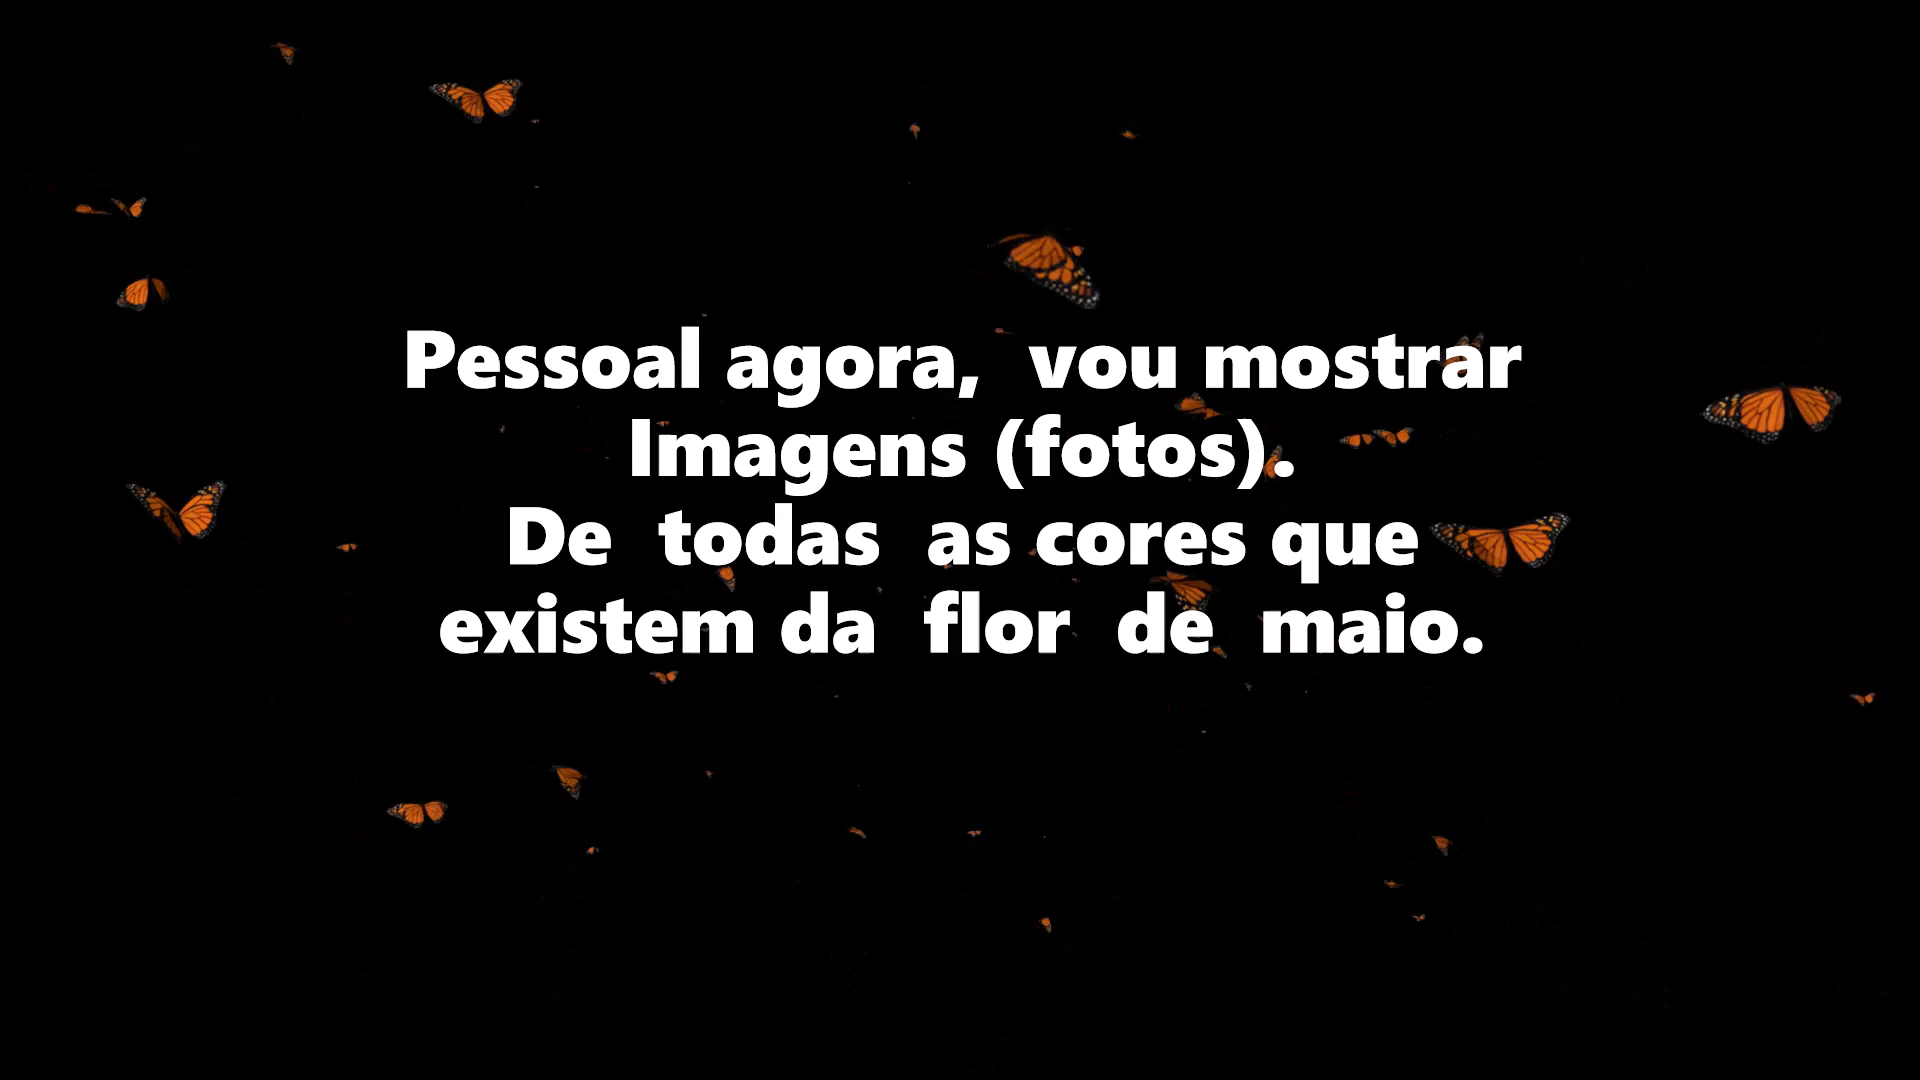 Pessoal agora,  vou mostrar
Imagens (fotos).
De  todas  as cores que
existem da  flor  de  maio.